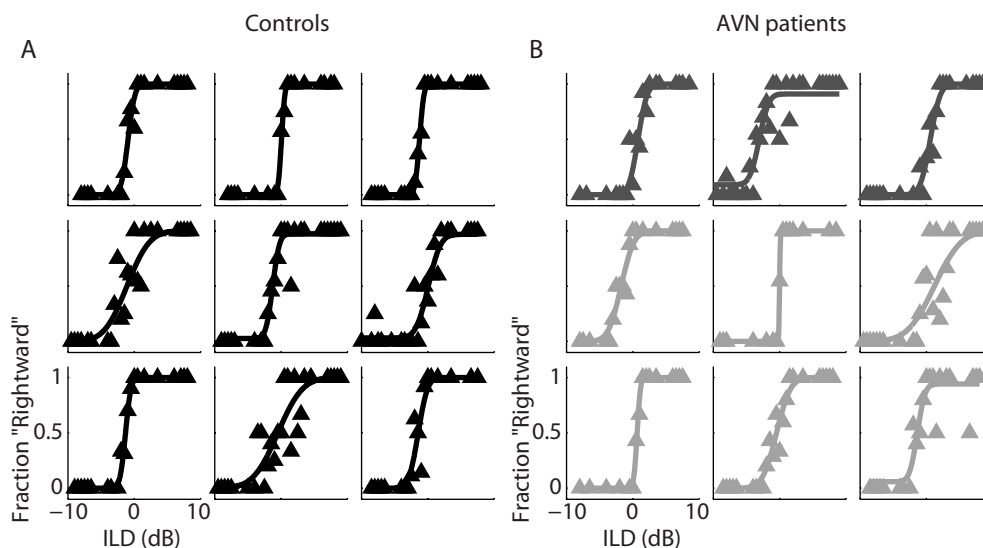 Controls
AVN patients
A
B
Fraction "Rightward"
Fraction "Rightward"
1
0.5
0
−10 0 10
ILD (dB)
1
0.5
0
−10 0 10
ILD (dB)